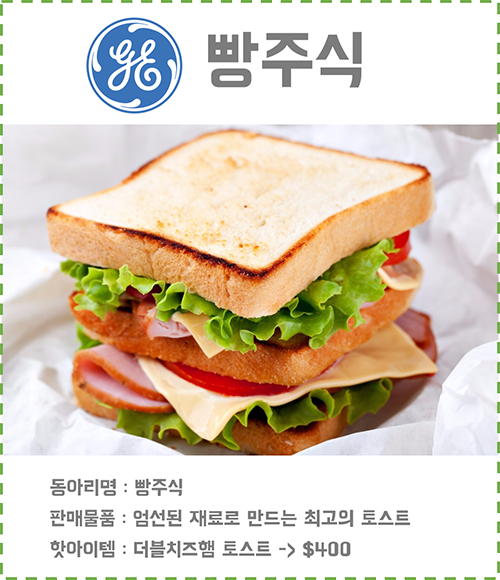 GE 빵주식
동아리명 : 빵주식
판매물품 : 엄선된 재료로 만드는 최고의 토스트
핫아이템 : 더블치즈햄 토스트 -> $400